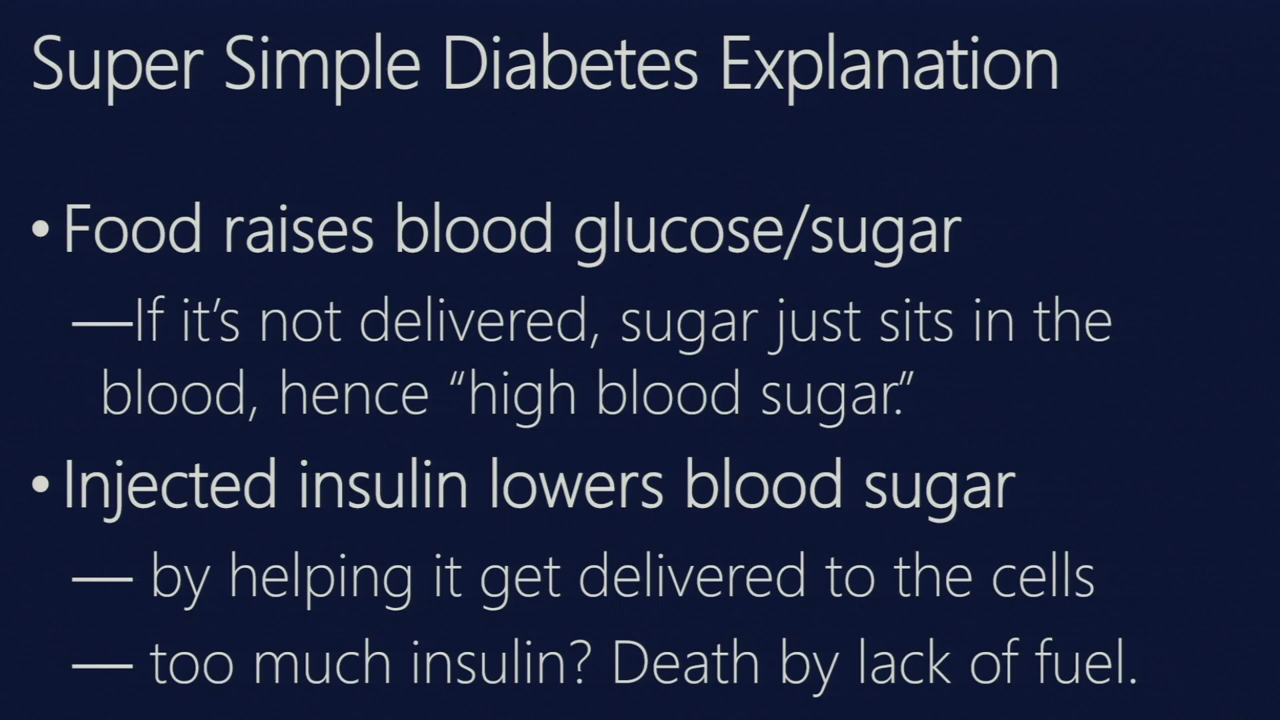 Super Simple Diabetes Explanation
• Food raises blood glucose/sugar
—If it’s not delivered, sugar just sits in the
blood, hence “high blood sugar.”
• Injected insulin lowers blood sugar
— by helping it get delivered to the cells
— too much insulin? Death by lack of fuel.